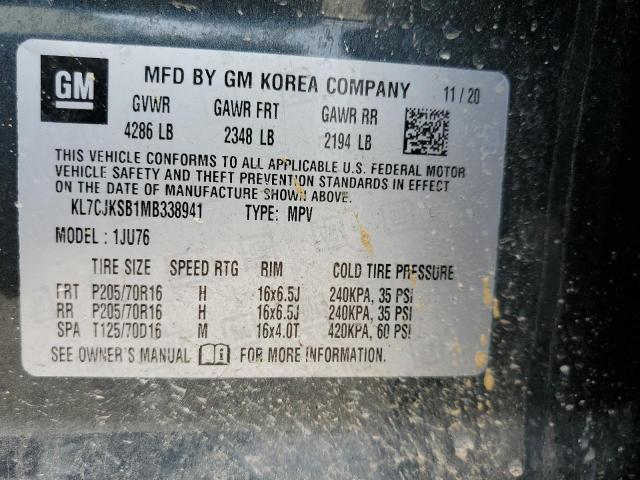 GM
MFD BY GM KOREA COMPANY 11/20
GVWR GAWR FRT GAWR RR
4286 LB 2348 LB 2194 LB
THIS VEHICLE CONFORMS TO ALL APPLICABLE U.S. FEDERAL MOTOR
VEHICLE SAFETY AND THEFT PREVENTION STANDARDS IN EFFECT
ON THE DATE OF MANUFACTURE SHOWN ABOVE.
KL7CJKSB1MB338941 TYPE: MPV
MODEL : 1JU76
TIRE SIZE SPEED RTG RIM COLD TIRE PRESSURE
FRT P205/70R16 H 16x6.5J 240KPA, 35 PSI
RR P205/70R16 H 16x6.5J 240KPA, 35 PSI
SPA T125/70D16 M 16x4.0T 420KPA, 60 PSI
SEE OWNER'S MANUAL FOR MORE INFORMATION.